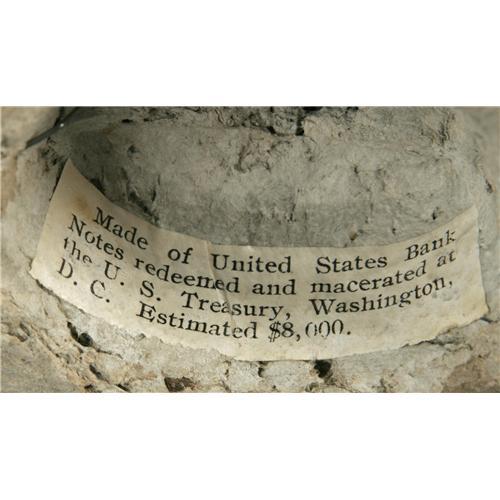 Made of United States Bank
Notes redeemed and macerated at
the U. S. Treasury, Washington,
D. C. Estimated $8,000.